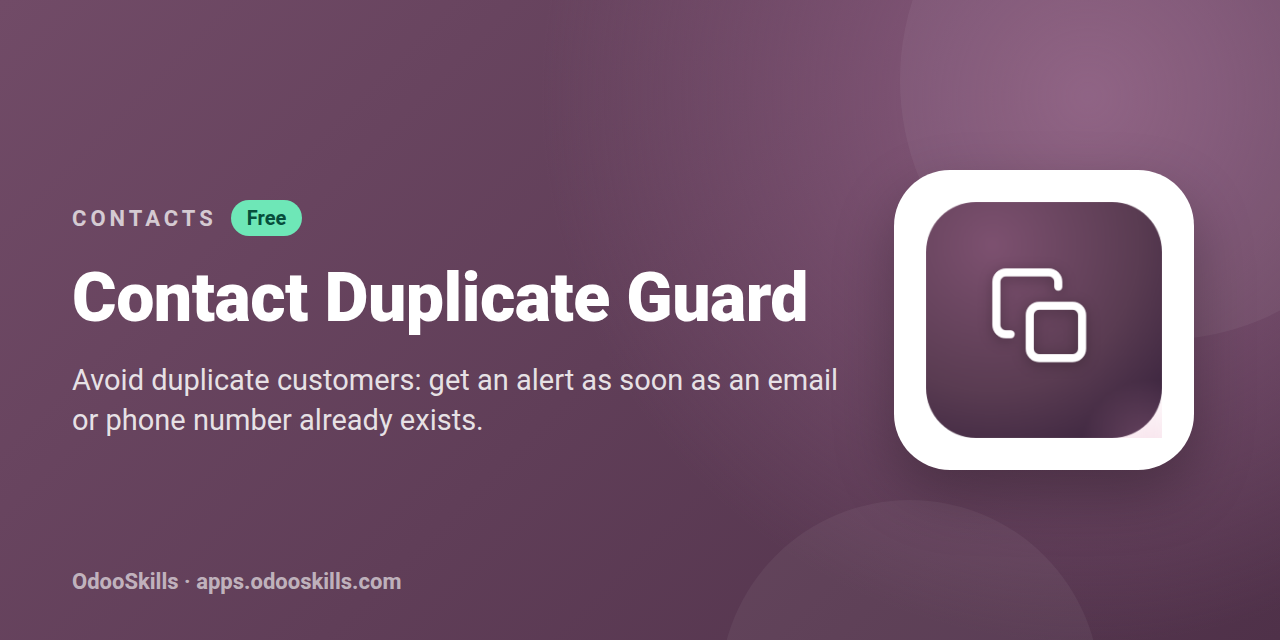 CONTACTS Free
Contact Duplicate Guard
Avoid duplicate customers: get an alert as soon as an email
or phone number already exists.
OdooSkills · apps.odooskills.com